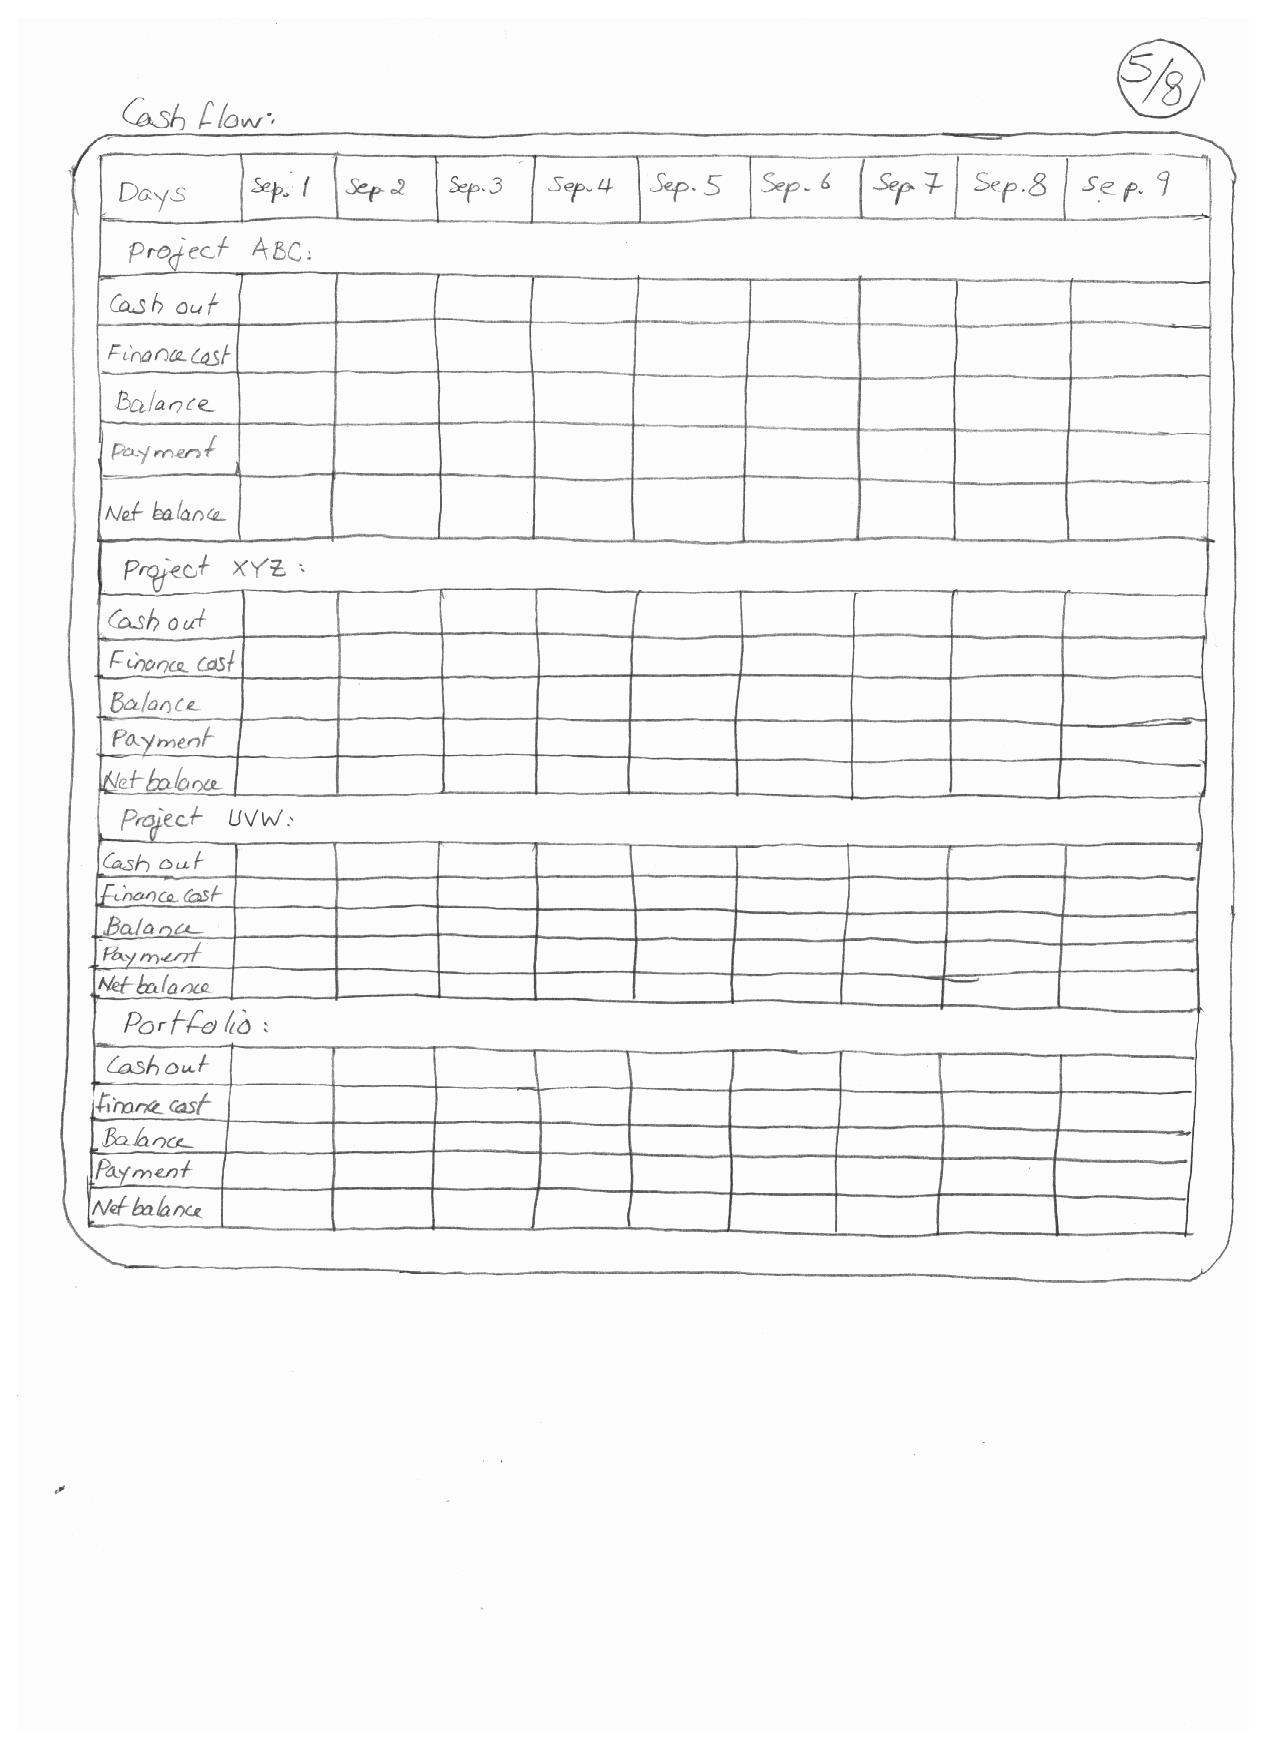 5/8
Cash flow:
Days Sep. 1 Sep. 2 Sep. 3 Sep. 4 Sep. 5 Sep. 6 Sep 7 Sep. 8 Sep. 9
Project ABC:
Cash out
Finance cost
Balance
Payment
Net balance
Project XYZ :
Cash out
Finance cost
Balance
Payment
Net balance
Project UVW:
Cash out
Finance cost
Balance
Payment
Net balance
Portfolio :
Cash out
Finance cost
Balance
Payment
Net balance